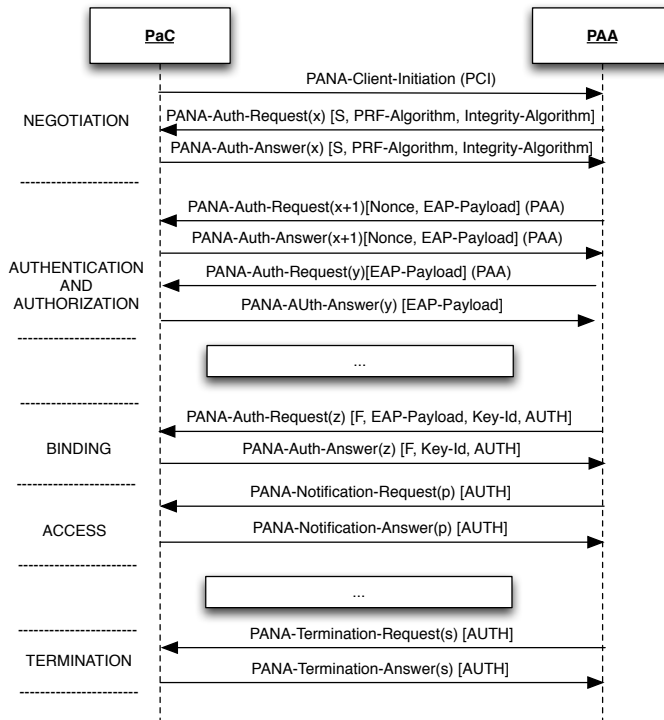 PaC
PAA
PANA-Client-Initiation (PCI)
NEGOTIATION
PANA-Auth-Request(x) [S, PRF-Algorithm, Integrity-Algorithm]
PANA-Auth-Answer(x) [S, PRF-Algorithm, Integrity-Algorithm]
PANA-Auth-Request(x+1)[Nonce, EAP-Payload] (PAA)
PANA-Auth-Answer(x+1)[Nonce, EAP-Payload] (PAA)
AUTHENTICATION
AND
AUTHORIZATION
PANA-Auth-Request(y)[EAP-Payload] (PAA)
PANA-AUth-Answer(y) [EAP-Payload]
...
PANA-Auth-Request(z) [F, EAP-Payload, Key-Id, AUTH]
BINDING
PANA-Auth-Answer(z) [F, Key-Id, AUTH]
PANA-Notification-Request(p) [AUTH]
ACCESS
PANA-Notification-Answer(p) [AUTH]
...
PANA-Termination-Request(s) [AUTH]
TERMINATION
PANA-Termination-Answer(s) [AUTH]